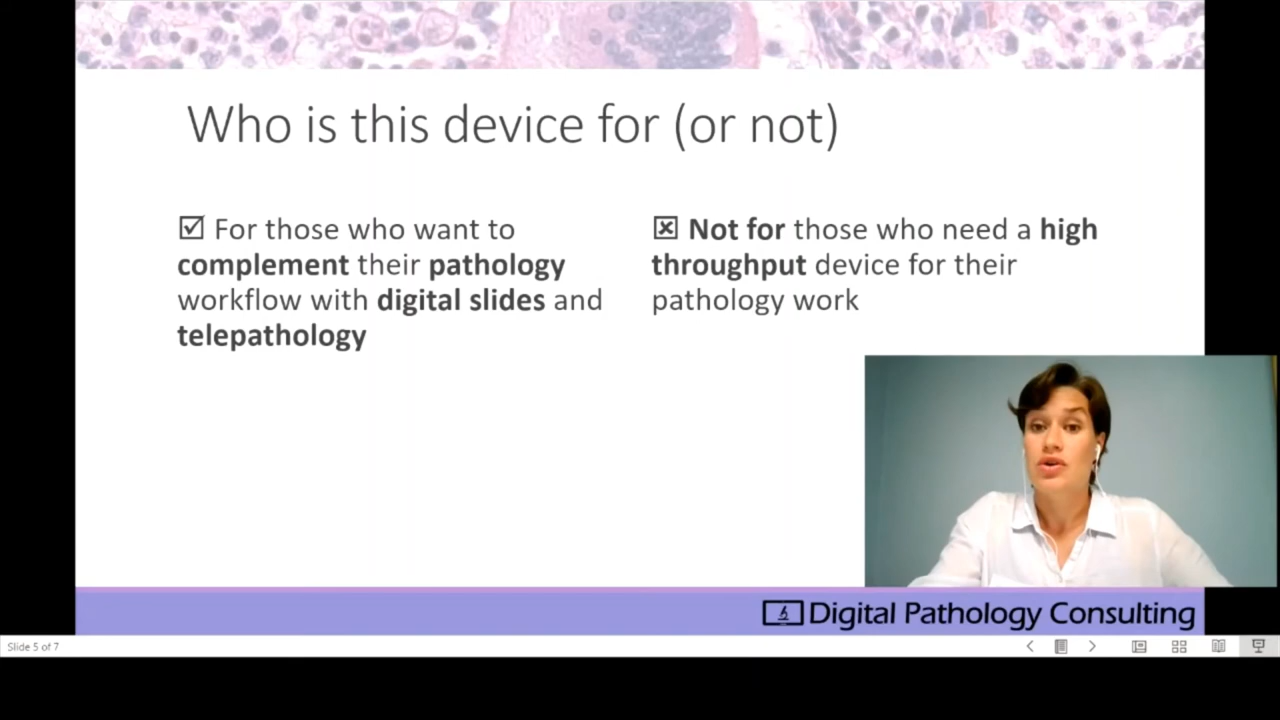 Who is this device for (or not)
☑ For those who want to
complement their pathology
workflow with digital slides and
telepathology
☒ Not for those who need a high
throughput device for their
pathology work
Digital Pathology Consulting
Slide 5 of 7